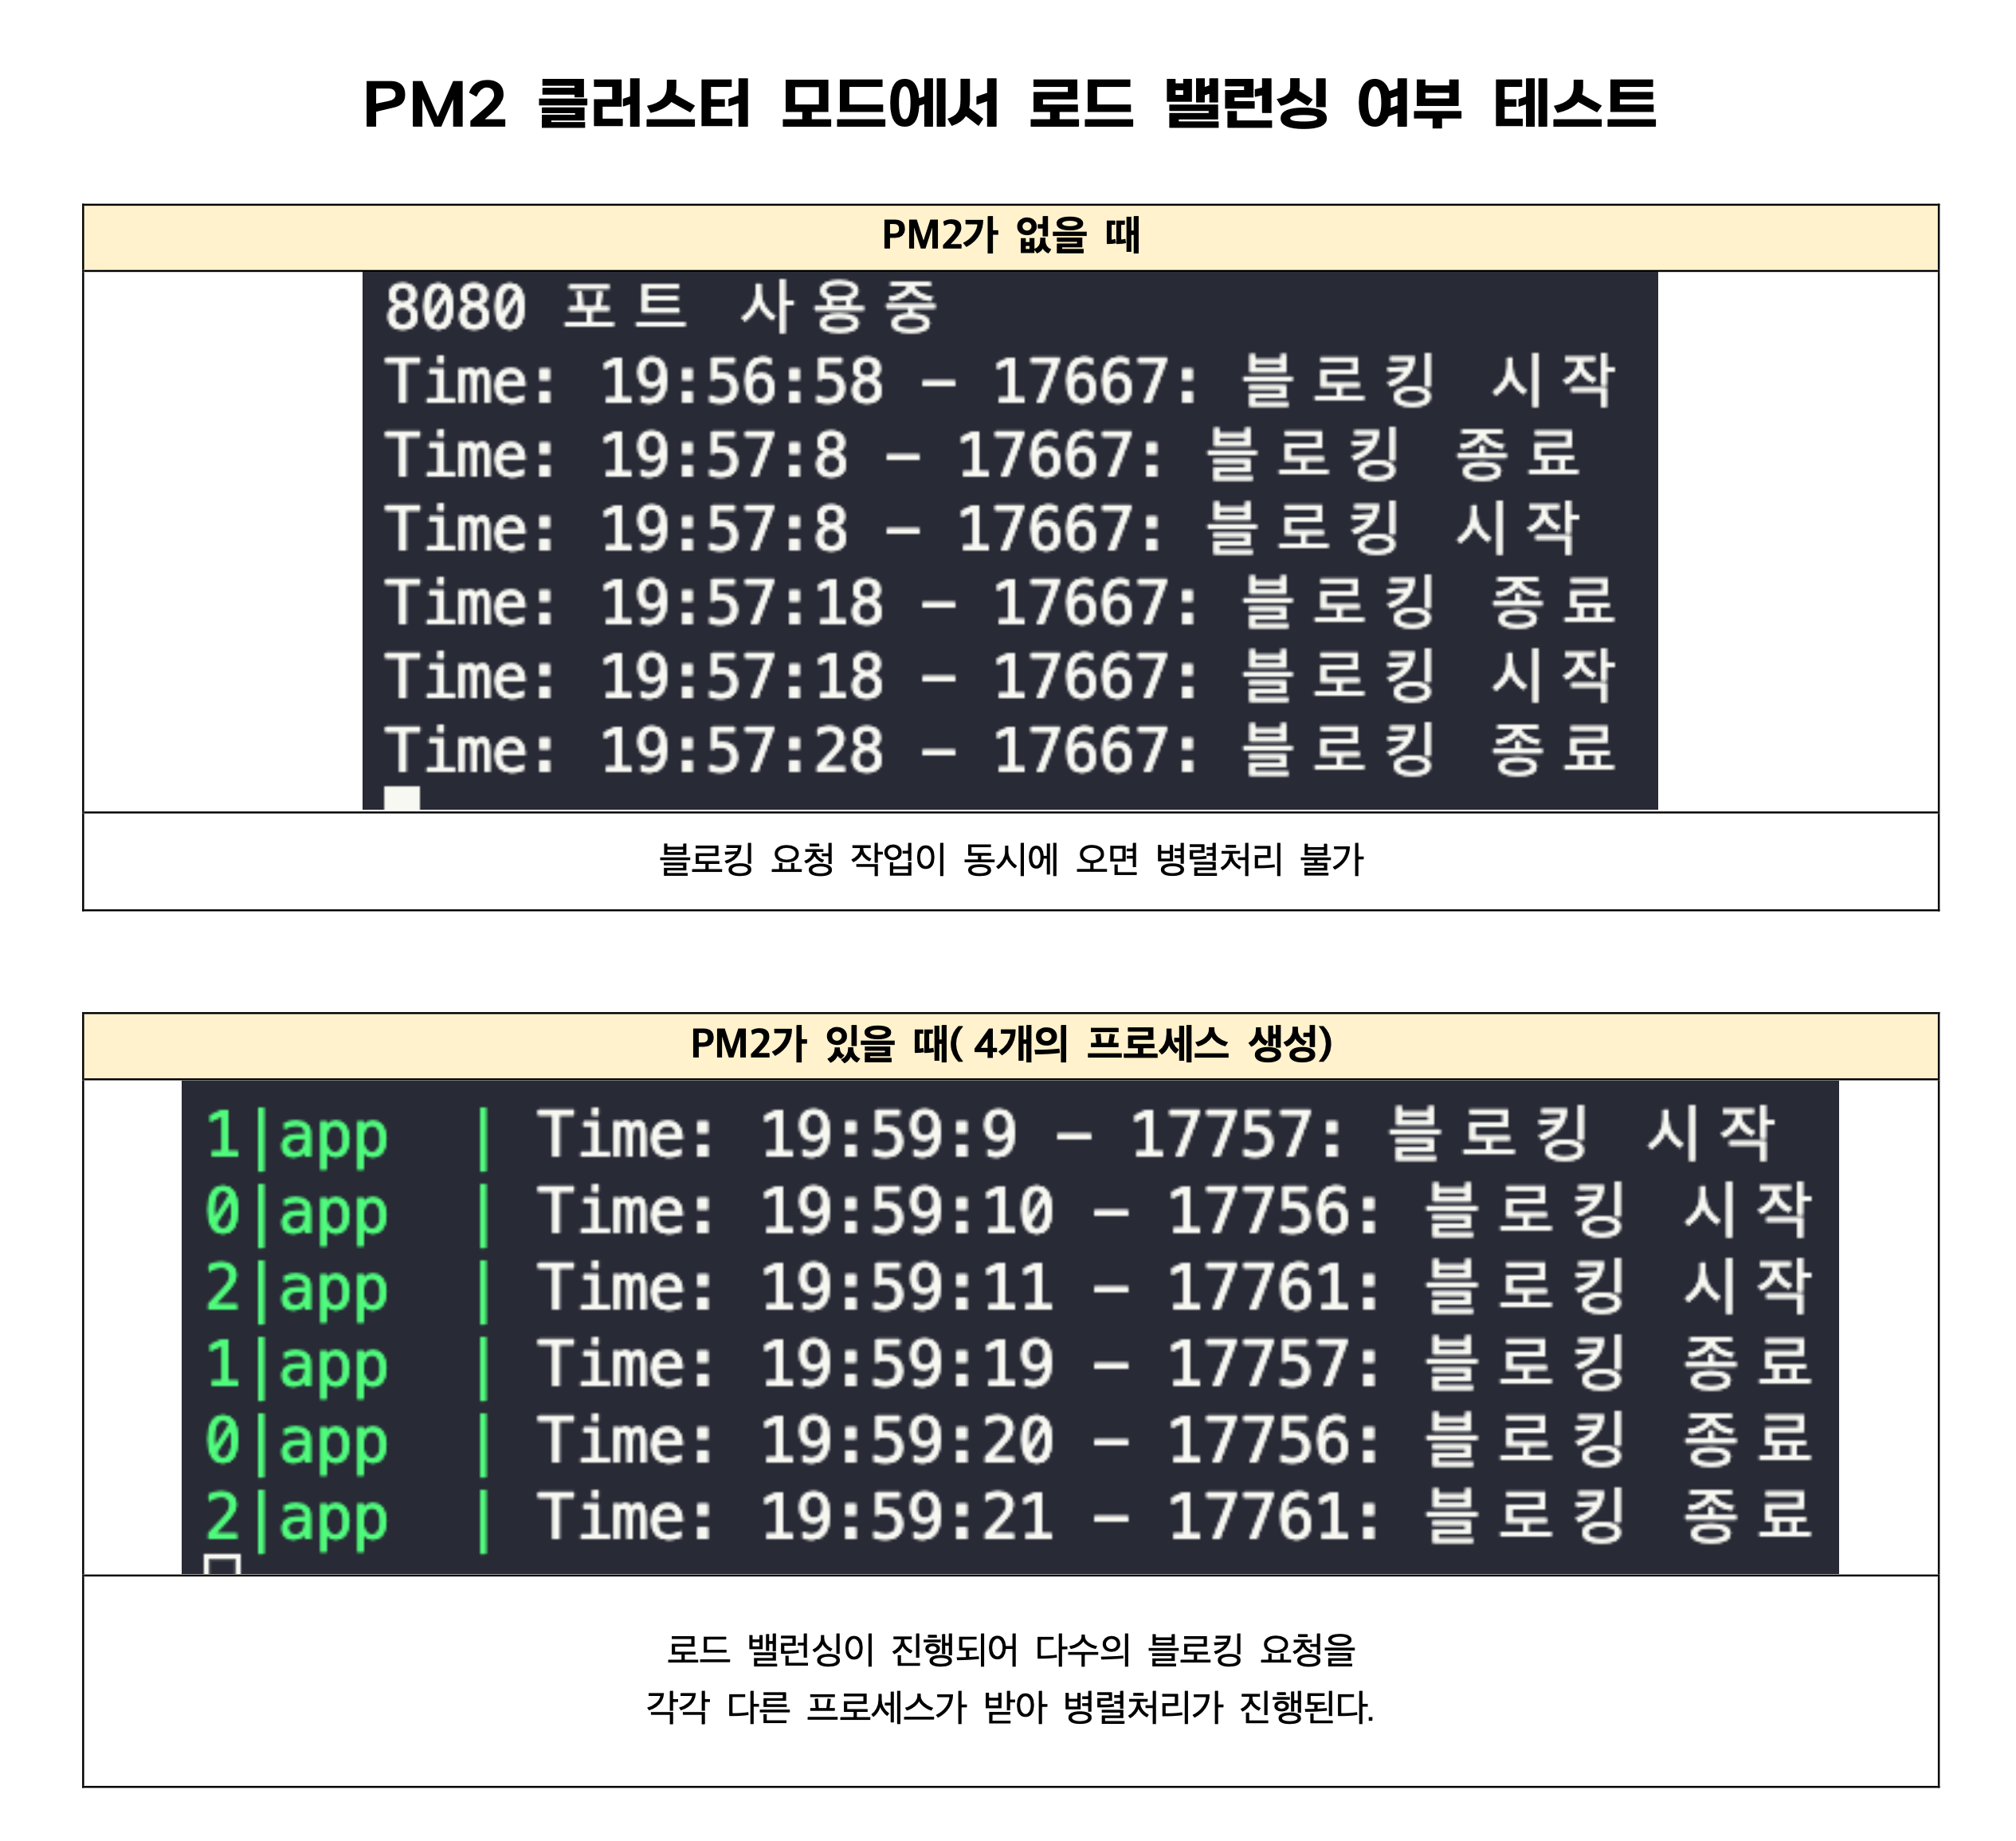 PM2 클러스터 모드에서 로드 밸런싱 여부 테스트
PM2가 없을 때
8080 포트 사용중
Time: 19:56:58 – 17667: 블로킹 시작
Time: 19:57:8 – 17667: 블로킹 종료
Time: 19:57:8 – 17667: 블로킹 시작
Time: 19:57:18 – 17667: 블로킹 종료
Time: 19:57:18 – 17667: 블로킹 시작
Time: 19:57:28 – 17667: 블로킹 종료
블로킹 요청 작업이 동시에 오면 병렬처리 불가
PM2가 있을 때( 4개의 프로세스 생성)
1|app | Time: 19:59:9 – 17757: 블로킹 시작
0|app | Time: 19:59:10 – 17756: 블로킹 시작
2|app | Time: 19:59:11 – 17761: 블로킹 시작
1|app | Time: 19:59:19 – 17757: 블로킹 종료
0|app | Time: 19:59:20 – 17756: 블로킹 종료
2|app | Time: 19:59:21 – 17761: 블로킹 종료
로드 밸런싱이 진행되어 다수의 블로킹 요청을
각각 다른 프로세스가 받아 병렬처리가 진행된다.